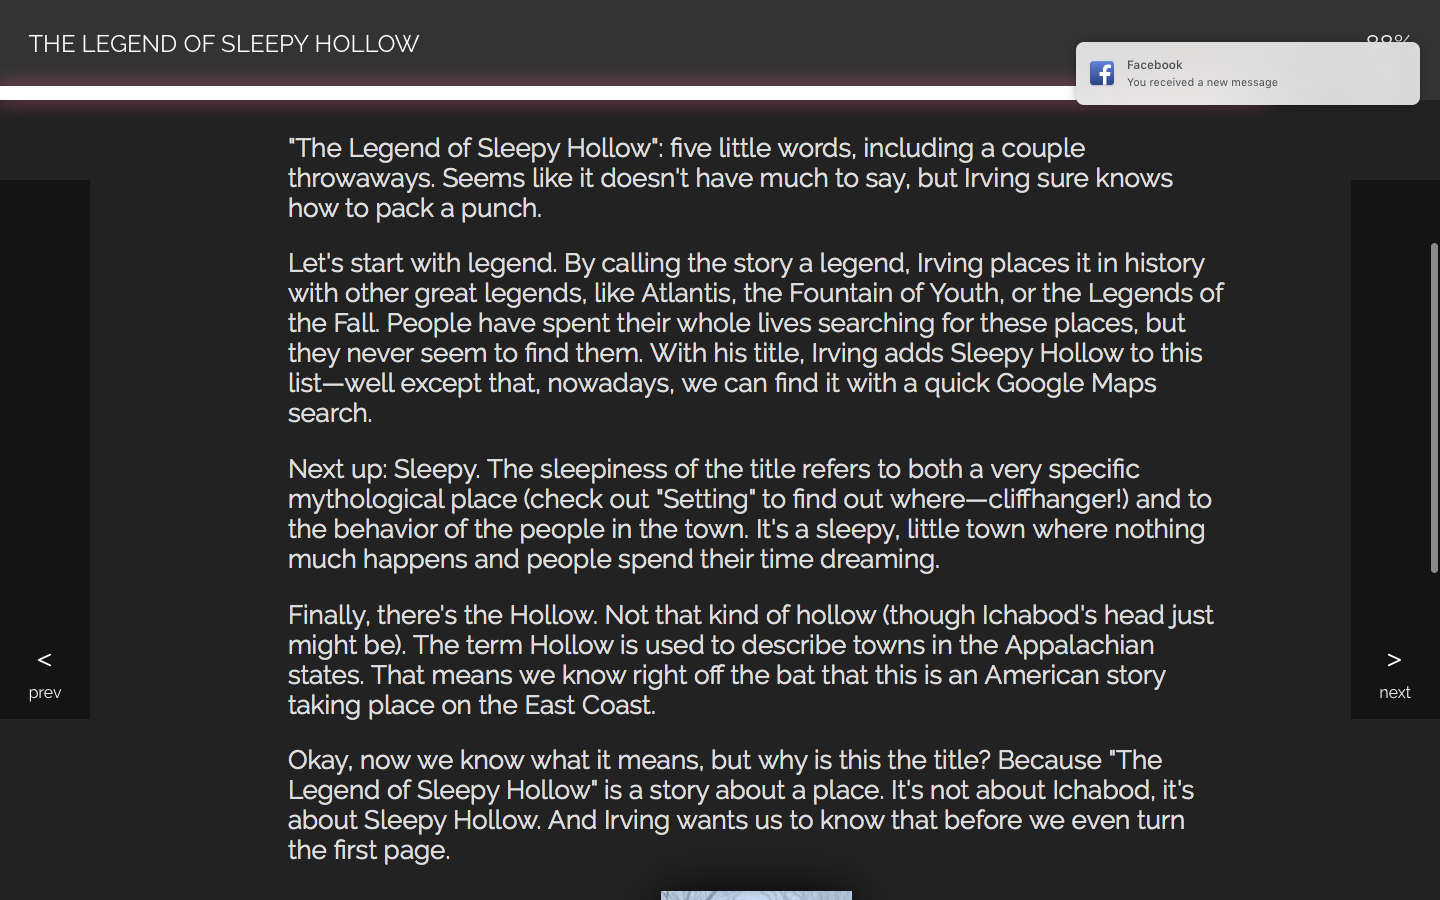 THE LEGEND OF SLEEPY HOLLOW
Facebook
You received a new message
"The Legend of Sleepy Hollow": five little words, including a couple
throwaways. Seems like it doesn't have much to say, but Irving sure knows
how to pack a punch.
Let's start with legend. By calling the story a legend, Irving places it in history
with other great legends, like Atlantis, the Fountain of Youth, or the Legends of
the Fall. People have spent their whole lives searching for these places, but
they never seem to find them. With his title, Irving adds Sleepy Hollow to this
list—well except that, nowadays, we can find it with a quick Google Maps
search.
Next up: Sleepy. The sleepiness of the title refers to both a very specific
mythological place (check out "Setting" to find out where—cliffhanger!) and to
the behavior of the people in the town. It's a sleepy, little town where nothing
much happens and people spend their time dreaming.
Finally, there's the Hollow. Not that kind of hollow (though Ichabod's head just
might be). The term Hollow is used to describe towns in the Appalachian
states. That means we know right off the bat that this is an American story
taking place on the East Coast.
Okay, now we know what it means, but why is this the title? Because "The
Legend of Sleepy Hollow" is a story about a place. It's not about Ichabod, it's
about Sleepy Hollow. And Irving wants us to know that before we even turn
the first page.
<
prev
>
next